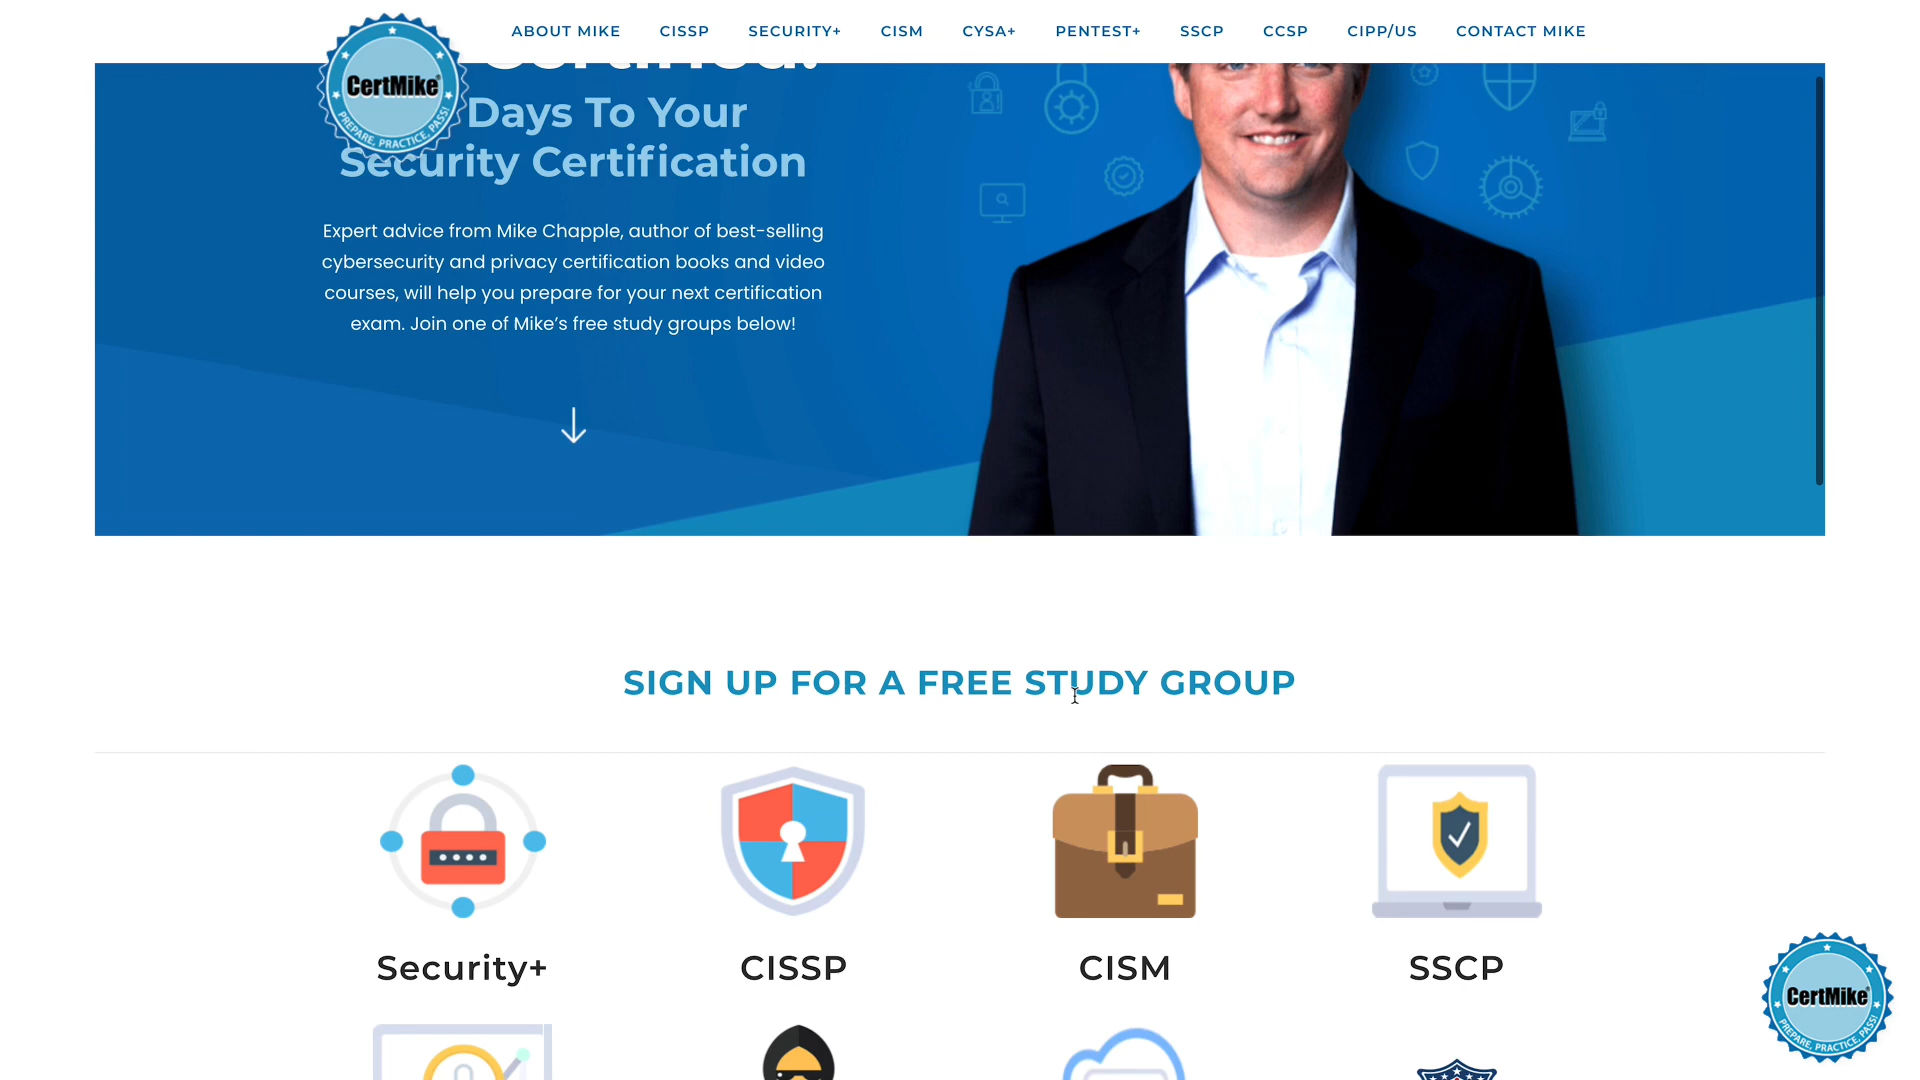 ABOUT MIKE CISSP SECURITY+ CISM CYSA+ PENTEST+ SSCP CCSP CIPP/US CONTACT MIKE
CertMike®
PREPARE, PRACTICE, PASS!
Days To Your
Security Certification
Expert advice from Mike Chapple, author of best-selling
cybersecurity and privacy certification books and video
courses, will help you prepare for your next certification
exam. Join one of Mike’s free study groups below!
SIGN UP FOR A FREE STUDY GROUP
Security+ CISSP CISM SSCP
CertMike®
PREPARE, PRACTICE, PASS!